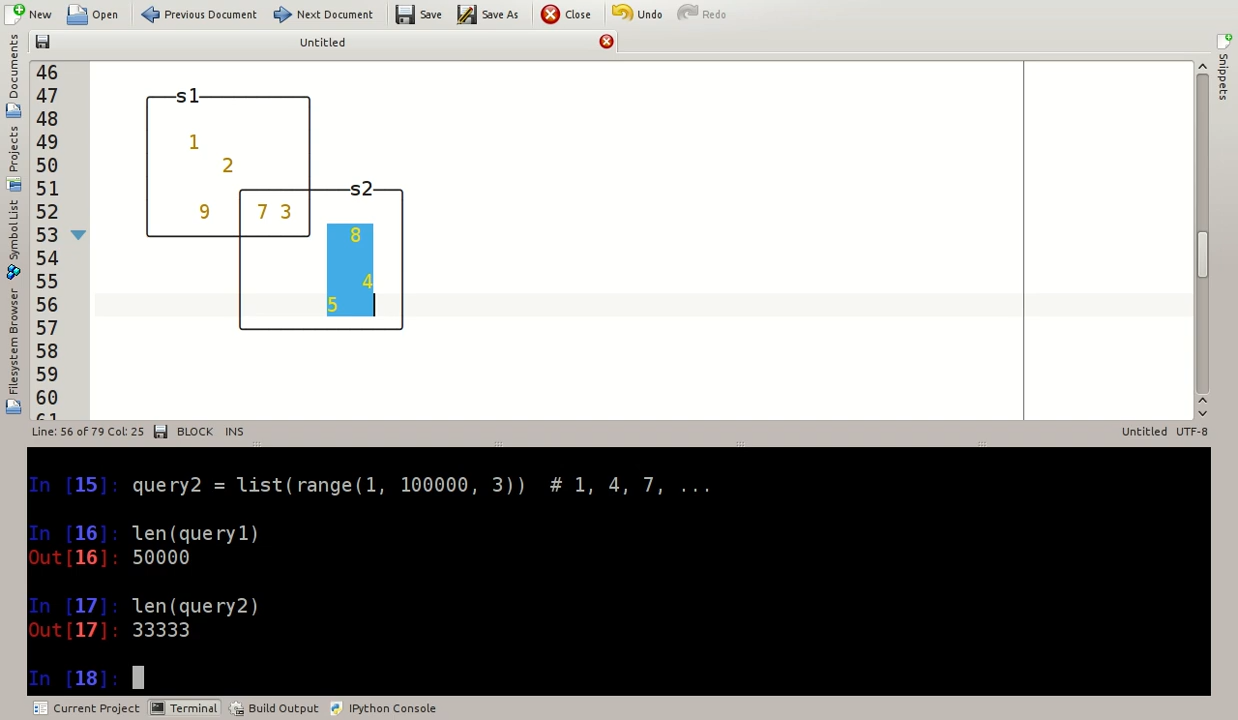 New Open Previous Document Next Document Save Save As Close Undo Redo
Untitled
Documents
Projects
Symbol List
Filesystem Browser
Snippets
46
47 s1
48
49 1
50 2
51 s2
52 9 7 3
53 8
54
55 4
56 5
57
58
59
60
Line: 56 of 79 Col: 25 BLOCK INS Untitled UTF-8
In [15]: query2 = list(range(1, 100000, 3)) # 1, 4, 7, ...
In [16]: len(query1)
Out[16]: 50000
In [17]: len(query2)
Out[17]: 33333
In [18]:
Current Project Terminal Build Output IPython Console